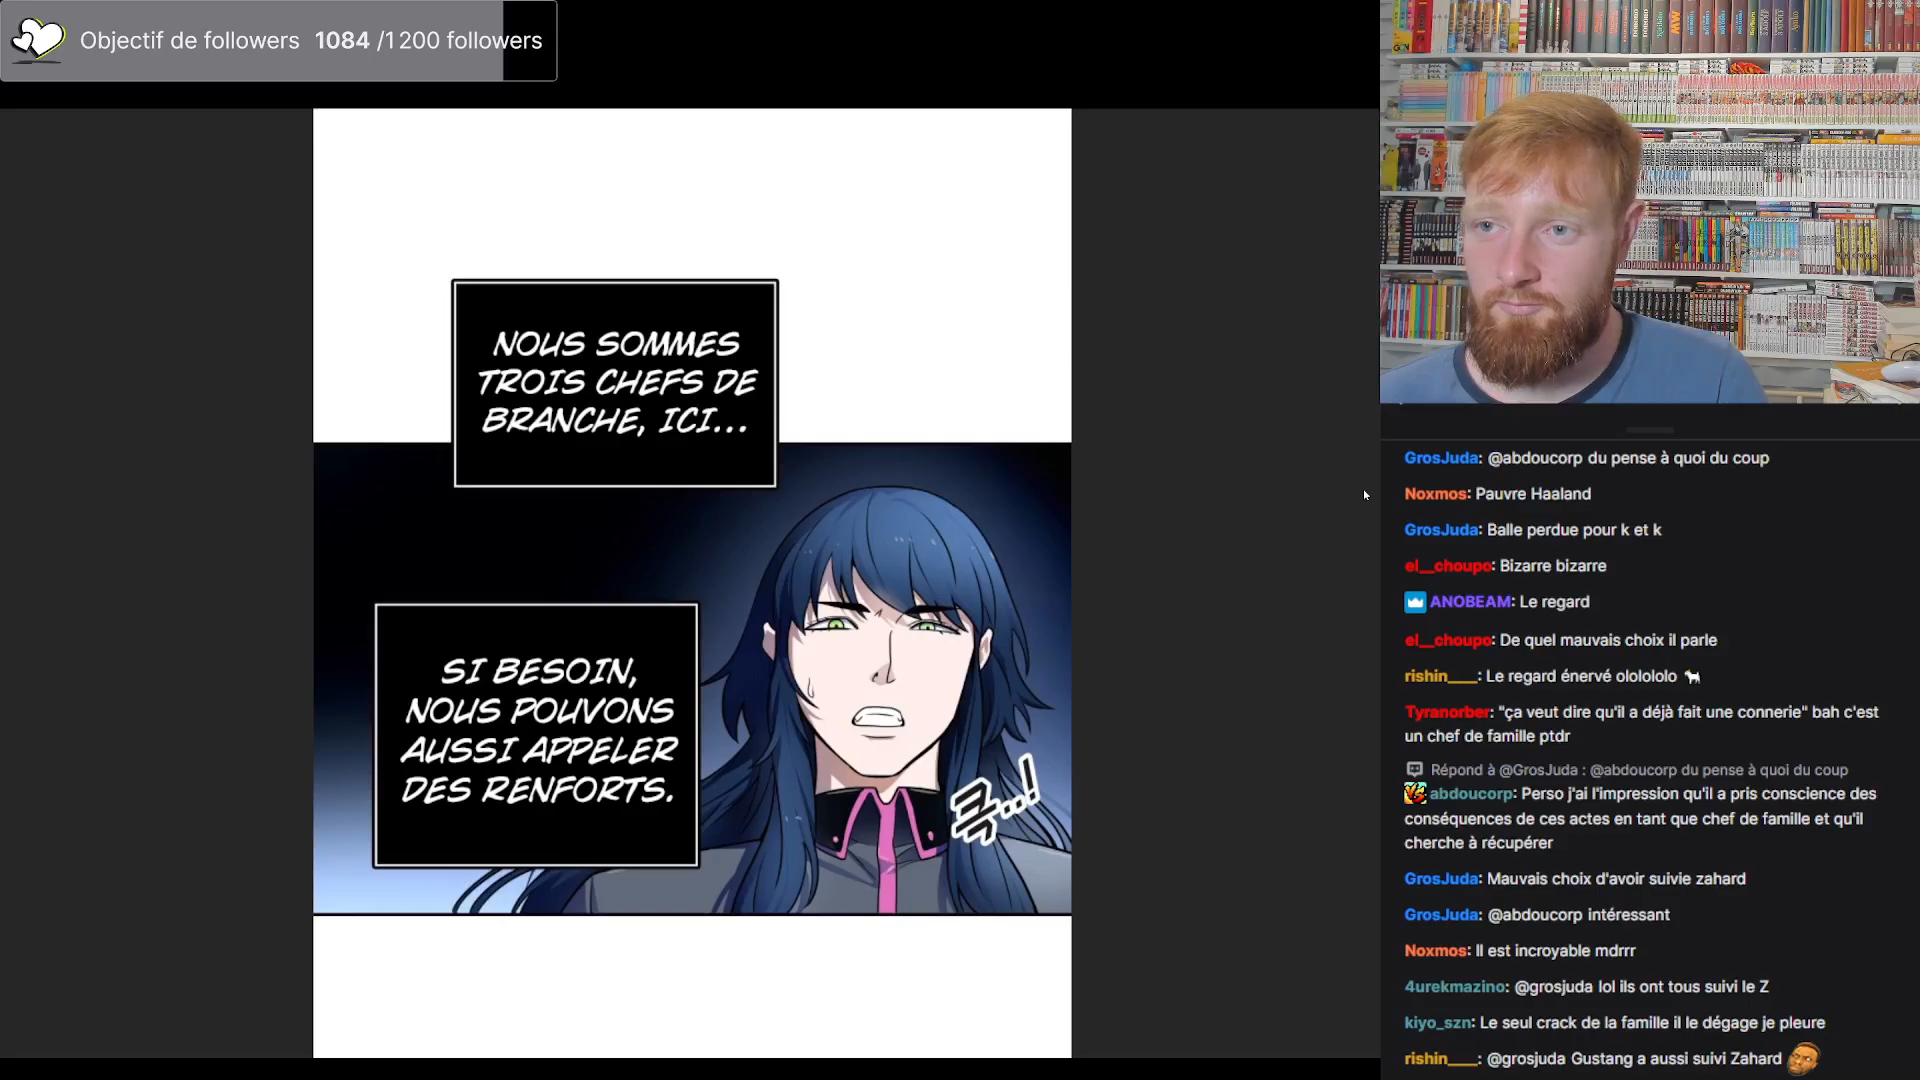 Objectif de followers 1084 /1 200 followers
NOUS SOMMES
TROIS CHEFS DE
BRANCHE, ICI...
SI BESOIN,
NOUS POUVONS
AUSSI APPELER
DES RENFORTS.
큭...!
GrosJuda: @abdoucorp du pense à quoi du coup
Noxmos: Pauvre Haaland
GrosJuda: Balle perdue pour k et k
el__choupo: Bizarre bizarre
ANOBEAM: Le regard
el__choupo: De quel mauvais choix il parle
rishin____: Le regard énervé olololololo
Tyranorber: "ça veut dire qu'il a déjà fait une connerie" bah c'est
un chef de famille ptdr
Répond à @GrosJuda : @abdoucorp du pense à quoi du coup
abdoucorp: Perso j'ai l'impression qu'il a pris conscience des
conséquences de ces actes en tant que chef de famille et qu'il
cherche à récupérer
GrosJuda: Mauvais choix d'avoir suivie zahard
GrosJuda: @abdoucorp intéressant
Noxmos: Il est incroyable mdrrr
4urekmazino: @grosjuda lol ils ont tous suivi le Z
kiyo_szn: Le seul crack de la famille il le dégage je pleure
rishin____: @grosjuda Gustang a aussi suivi Zahard